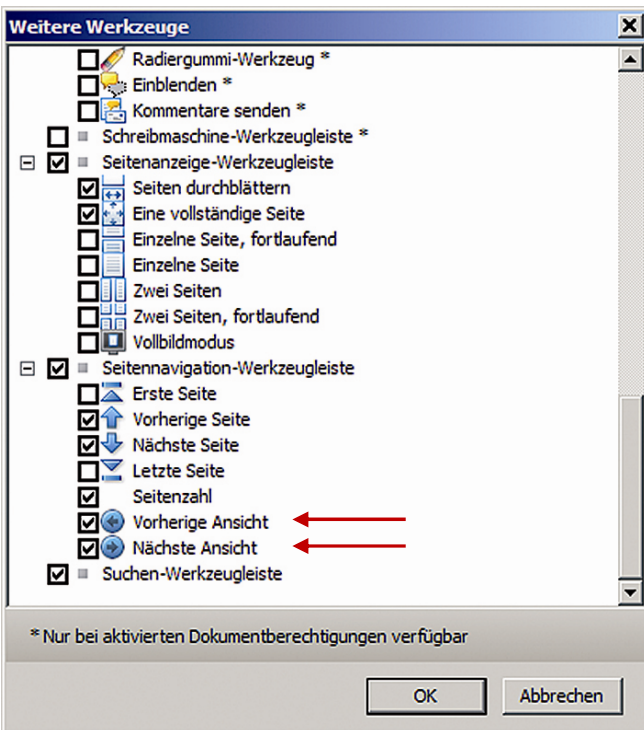 Weitere Werkzeuge
Radiergummi-Werkzeug *
Einblenden *
Kommentare senden *
Schreibmaschine-Werkzeugleiste *
Seitenanzeige-Werkzeugleiste
Seiten durchblättern
Eine vollständige Seite
Einzelne Seite, fortlaufend
Einzelne Seite
Zwei Seiten
Zwei Seiten, fortlaufend
Vollbildmodus
Seitennavigation-Werkzeugleiste
Erste Seite
Vorherige Seite
Nächste Seite
Letzte Seite
Seitenzahl
Vorherige Ansicht
Nächste Ansicht
Suchen-Werkzeugleiste
* Nur bei aktivierten Dokumentberechtigungen verfügbar
OK Abbrechen